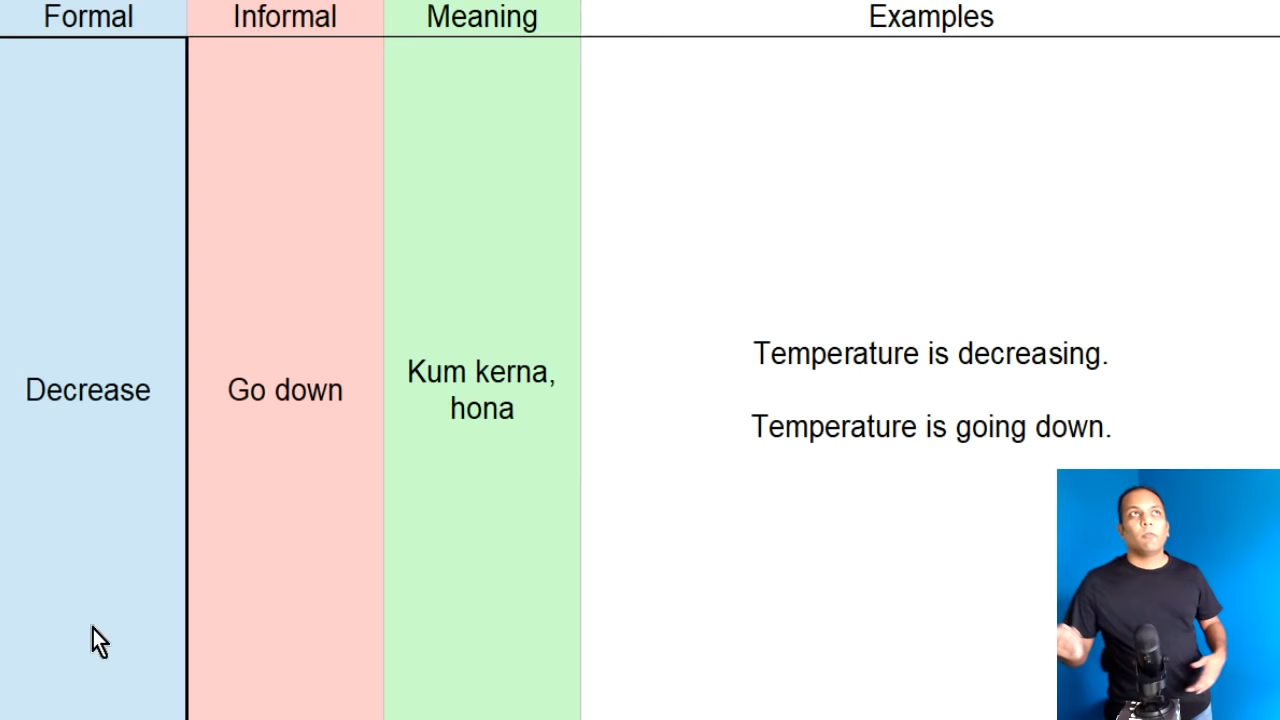 Formal Informal Meaning Examples
Decrease
Go down
Kum kerna,
hona
Temperature is decreasing.
Temperature is going down.